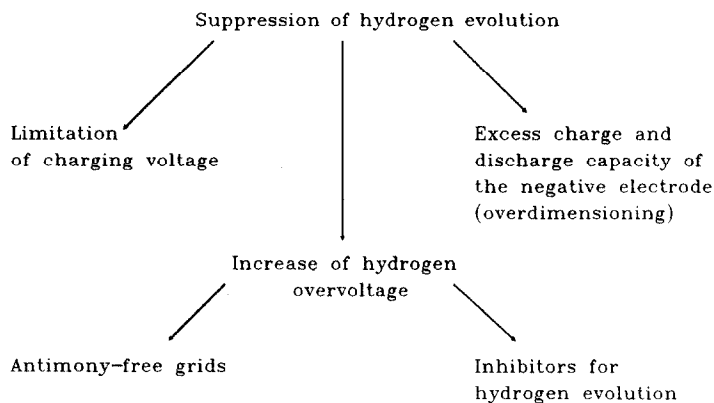 Suppression of hydrogen evolution
Limitation
of charging voltage
Excess charge and
discharge capacity of
the negative electrode
(overdimensioning)
Increase of hydrogen
overvoltage
Antimony-free grids
Inhibitors for
hydrogen evolution